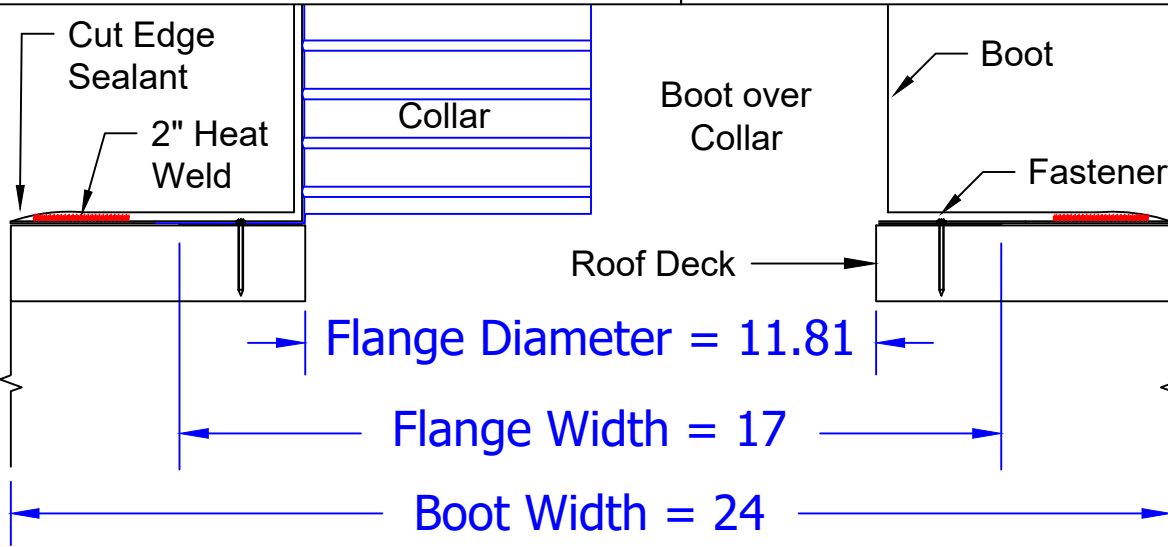 Cut Edge
Sealant
2" Heat
Weld
Collar
Boot over
Collar
Boot
Fastener
Roof Deck
Flange Diameter = 11.81
Flange Width = 17
Boot Width = 24